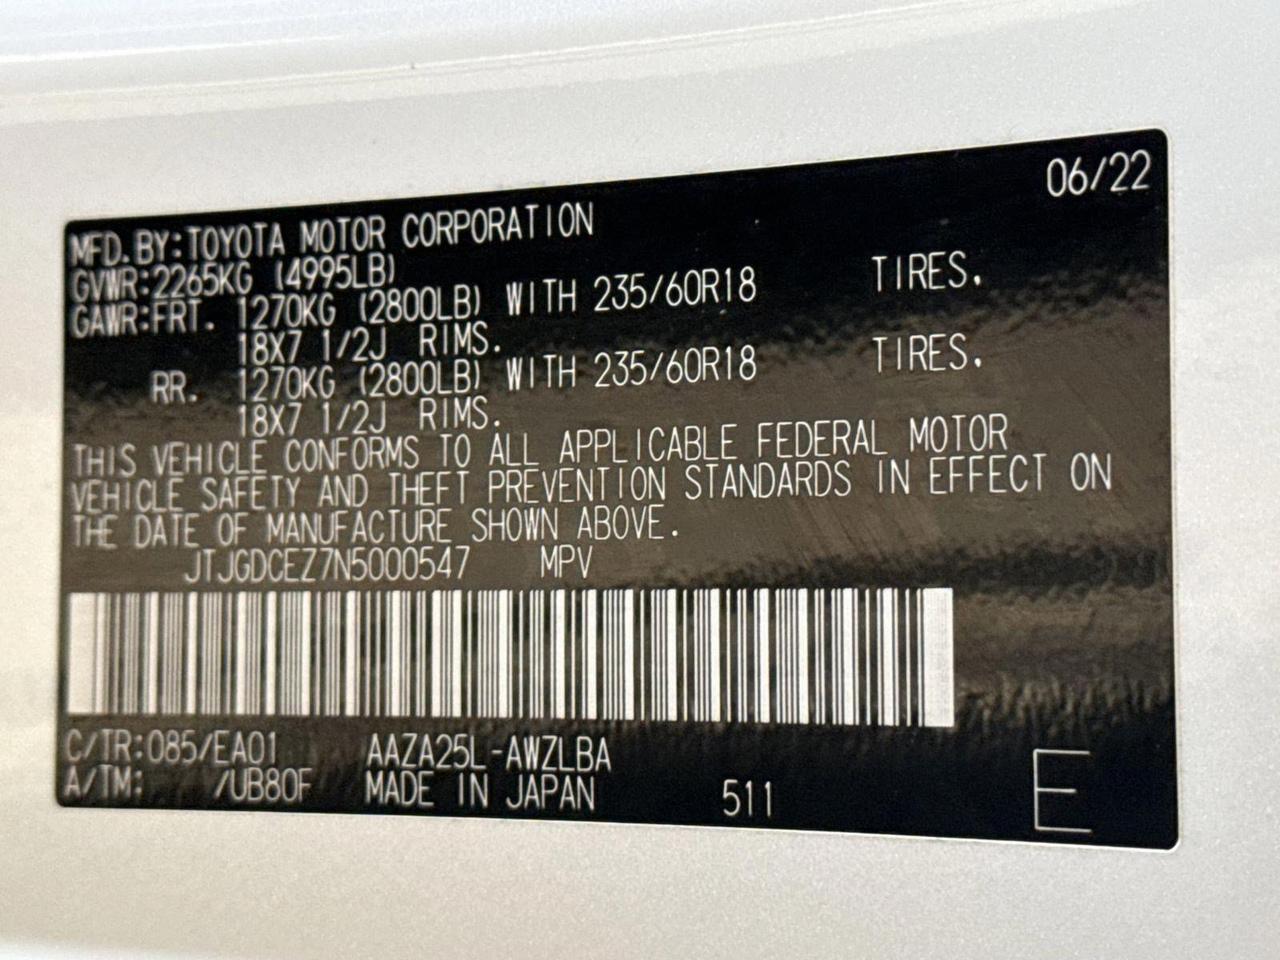 06/22
MFD. BY:TOYOTA MOTOR CORPORATION
GVWR:2265KG (4995LB)
GAWR:FRT. 1270KG (2800LB) WITH 235/60R18 TIRES.
18X7 1/2J RIMS.
RR. 1270KG (2800LB) WITH 235/60R18 TIRES.
18X7 1/2J RIMS.
THIS VEHICLE CONFORMS TO ALL APPLICABLE FEDERAL MOTOR
VEHICLE SAFETY AND THEFT PREVENTION STANDARDS IN EFFECT ON
THE DATE OF MANUFACTURE SHOWN ABOVE.
JTJGDCEZ7N5000547 MPV
C/TR:085/EA01 AAZA25L-AWZLBA
A/TM: /UB80F MADE IN JAPAN 511 E